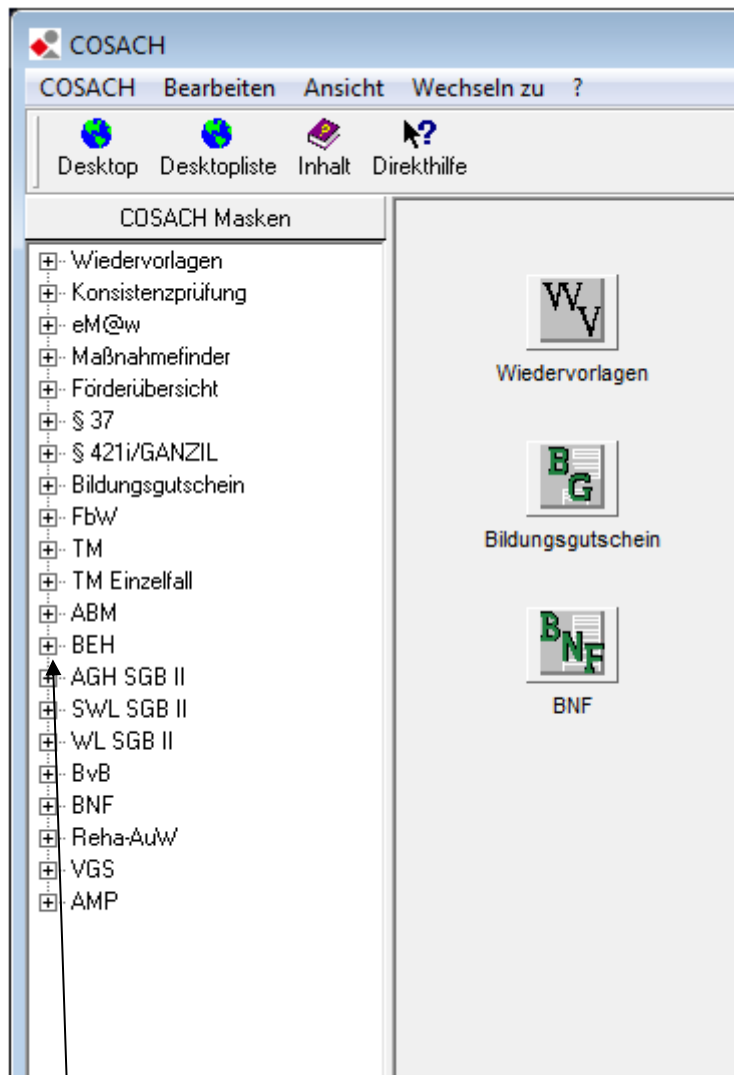 COSACH
COSACH Bearbeiten Ansicht Wechseln zu ?
Desktop Desktopliste Inhalt Direkthilfe
COSACH Masken
Wiedervorlagen
Konsistenzprüfung
eM@w
Maßnahmefinder
Förderübersicht
§ 37
§ 421i/GANZIL
Bildungsgutschein
FbW
TM
TM Einzelfall
ABM
BEH
AGH SGB II
SWL SGB II
WL SGB II
BvB
BNF
Reha-AuW
VGS
AMP
WV
Wiedervorlagen
BG
Bildungsgutschein
BNF
BNF